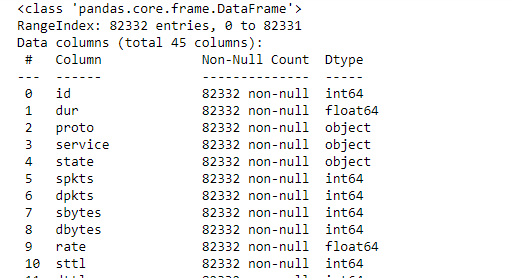 <class 'pandas.core.frame.DataFrame'>
RangeIndex: 82332 entries, 0 to 82331
Data columns (total 45 columns):
 #   Column             Non-Null Count  Dtype
---  ------             --------------  -----
 0   id                 82332 non-null  int64
 1   dur                82332 non-null  float64
 2   proto              82332 non-null  object
 3   service            82332 non-null  object
 4   state              82332 non-null  object
 5   spkts              82332 non-null  int64
 6   dpkts              82332 non-null  int64
 7   sbytes             82332 non-null  int64
 8   dbytes             82332 non-null  int64
 9   rate               82332 non-null  float64
 10  sttl               82332 non-null  int64